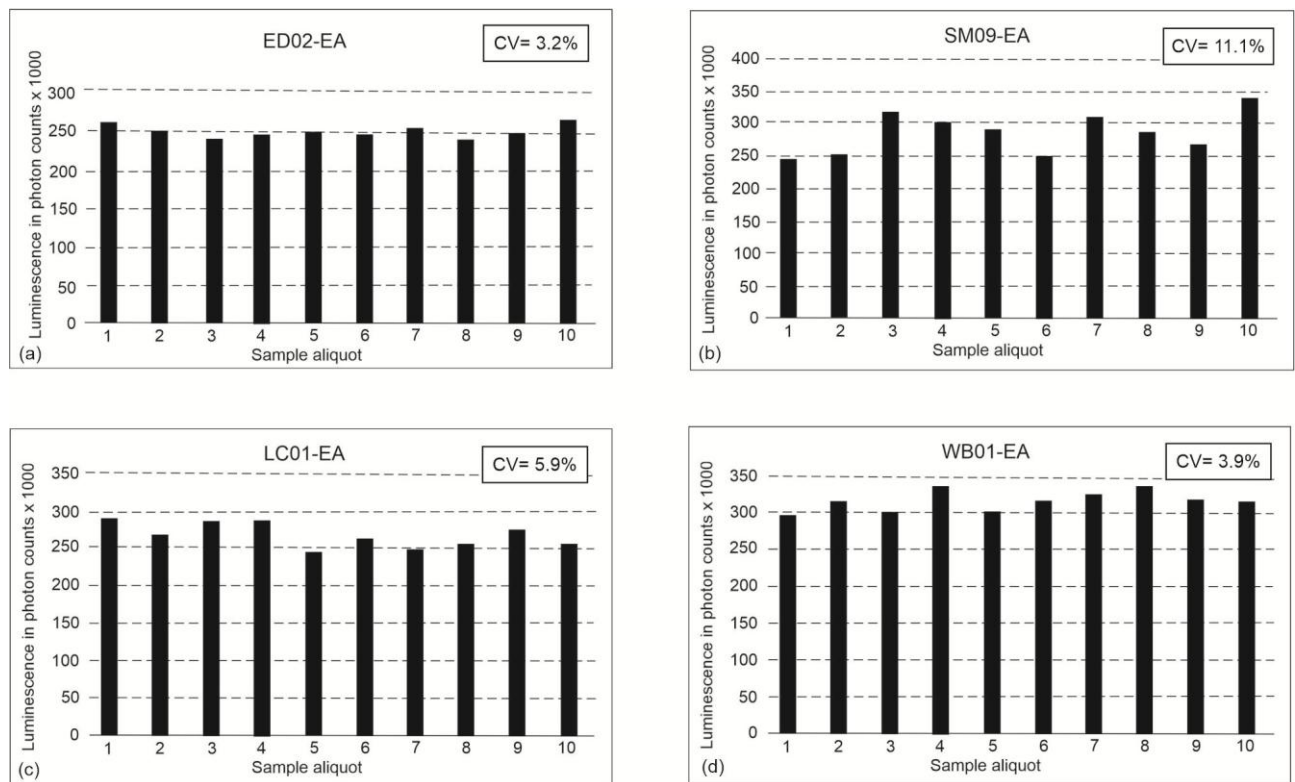 ED02-EA
CV= 3.2%
Luminescence in photon counts x 1000
300
250
200
150
100
50
0
1 2 3 4 5 6 7 8 9 10
Sample aliquot
(a)
SM09-EA
CV= 11.1%
Luminescence in photon counts x 1000
400
350
300
250
200
150
100
50
0
1 2 3 4 5 6 7 8 9 10
Sample aliquot
(b)
LC01-EA
CV= 5.9%
Luminescence in photon counts x 1000
350
300
250
200
150
100
50
0
1 2 3 4 5 6 7 8 9 10
Sample aliquot
(c)
WB01-EA
CV= 3.9%
Luminescence in photon counts x 1000
350
300
250
200
150
100
50
0
1 2 3 4 5 6 7 8 9 10
Sample aliquot
(d)